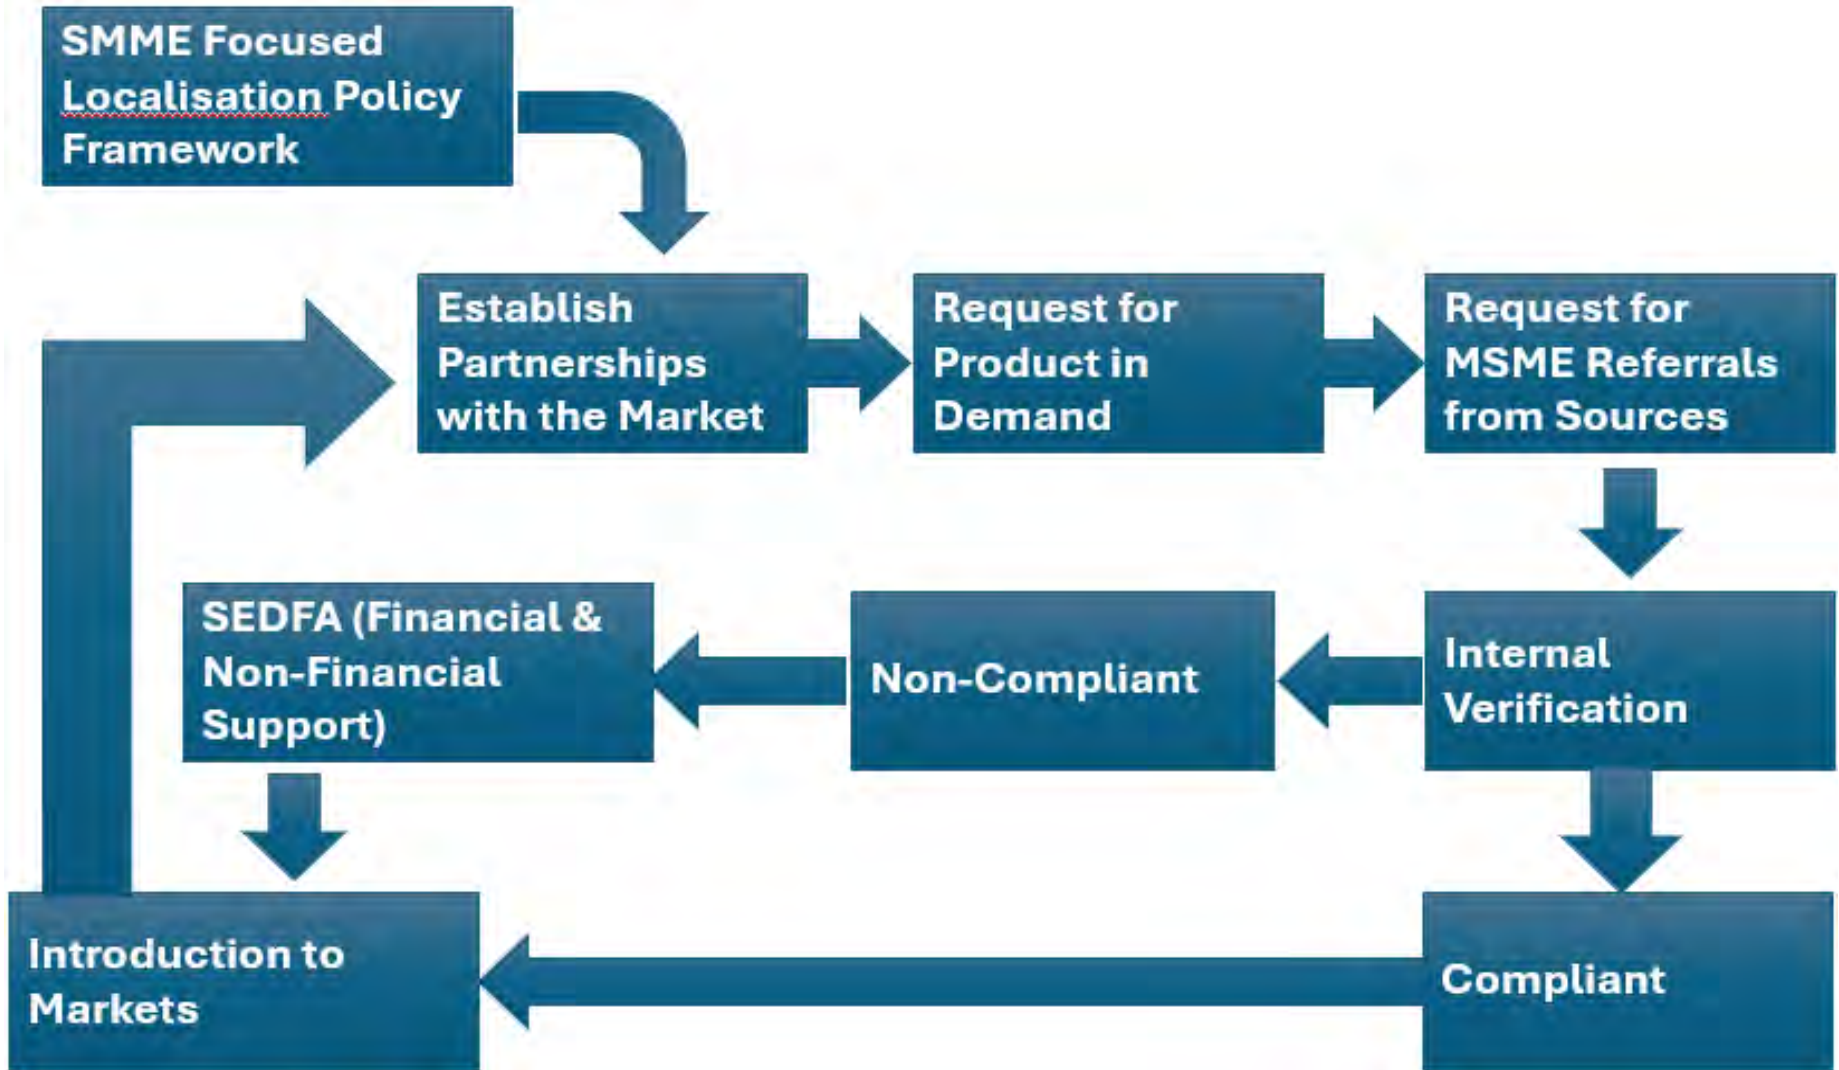 SMME Focused
Localisation Policy
Framework
Establish
Partnerships
with the Market
Request for
Product in
Demand
Request for
MSME Referrals
from Sources
SEDFA (Financial &
Non-Financial
Support)
Non-Compliant
Internal
Verification
Introduction to
Markets
Compliant